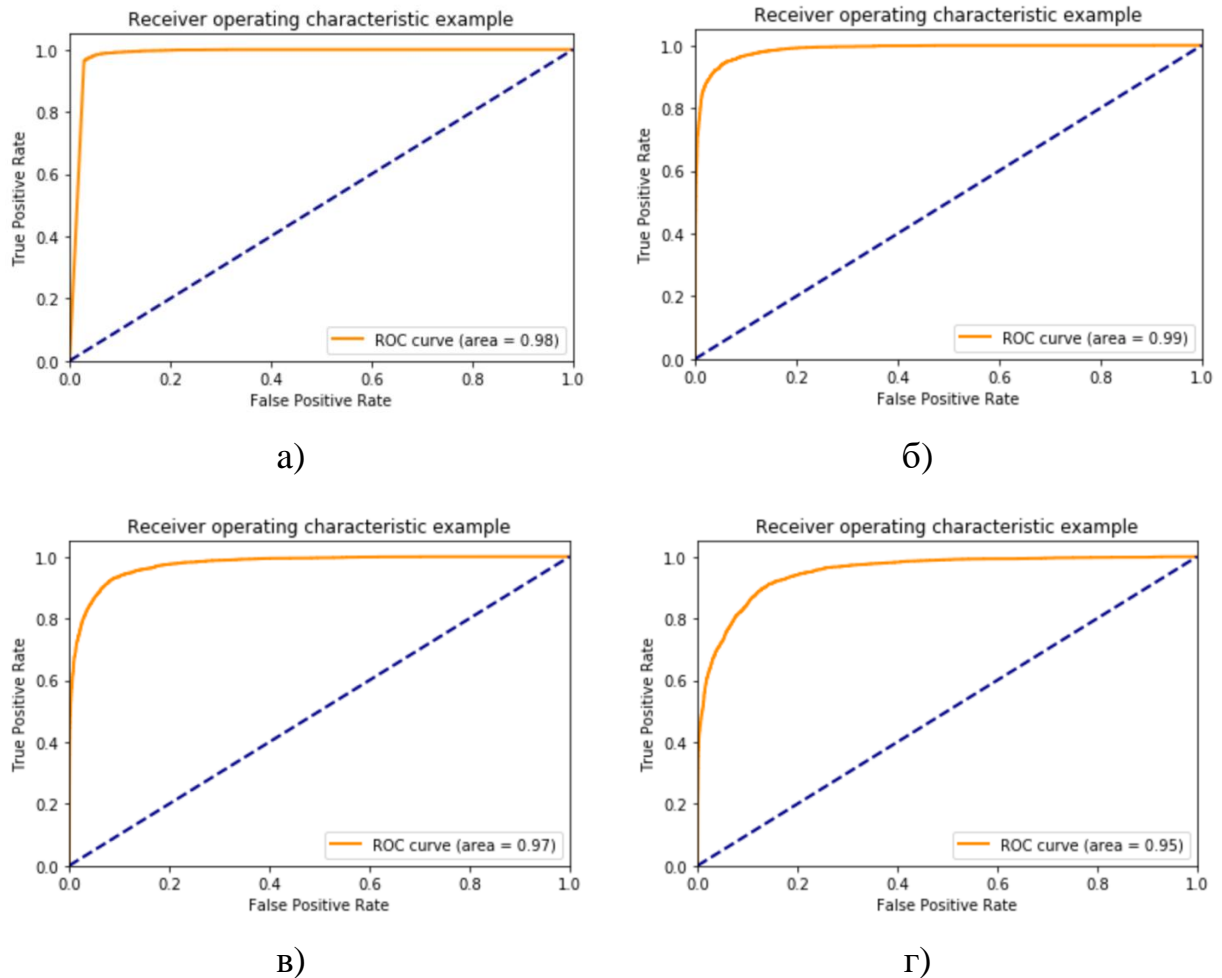 Receiver operating characteristic example
1.0
0.8
0.6
0.4
0.2
0.0
True Positive Rate
ROC curve (area = 0.98)
0.0 0.2 0.4 0.6 0.8 1.0
False Positive Rate
а)
Receiver operating characteristic example
1.0
0.8
0.6
0.4
0.2
0.0
True Positive Rate
ROC curve (area = 0.99)
0.0 0.2 0.4 0.6 0.8 1.0
False Positive Rate
б)
Receiver operating characteristic example
1.0
0.8
0.6
0.4
0.2
0.0
True Positive Rate
ROC curve (area = 0.97)
0.0 0.2 0.4 0.6 0.8 1.0
False Positive Rate
в)
Receiver operating characteristic example
1.0
0.8
0.6
0.4
0.2
0.0
True Positive Rate
ROC curve (area = 0.95)
0.0 0.2 0.4 0.6 0.8 1.0
False Positive Rate
г)